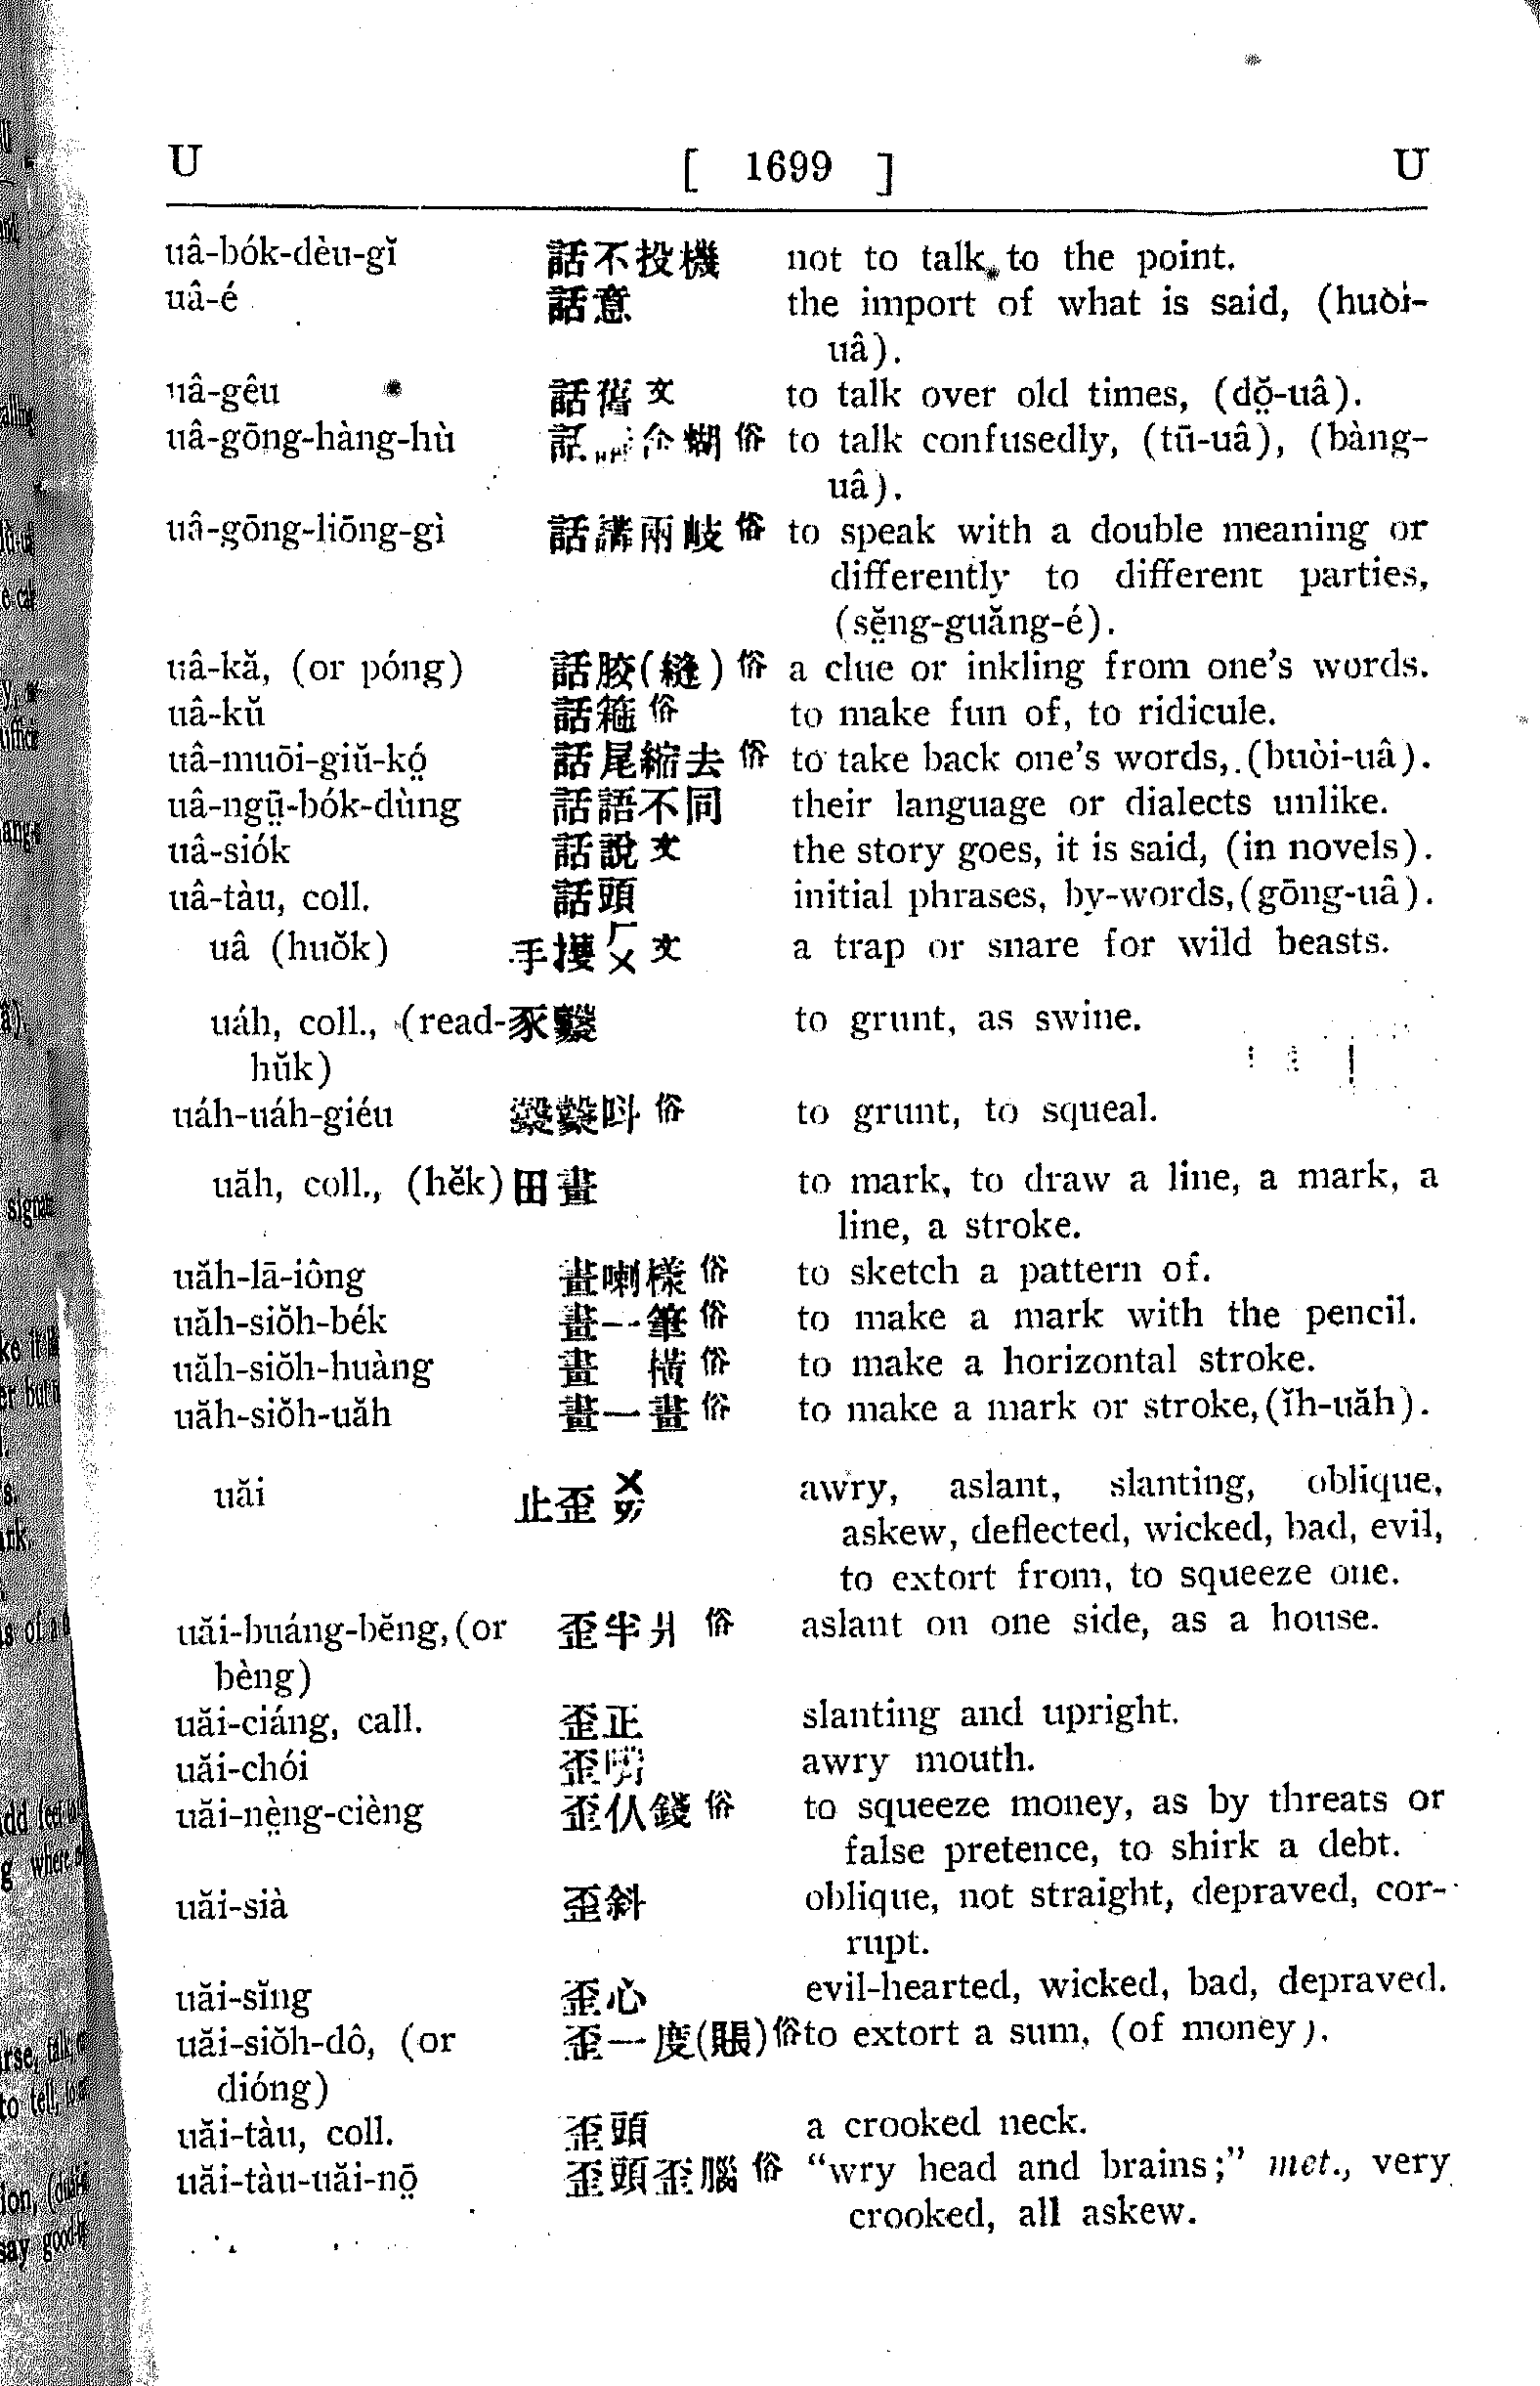 U [ 1699 ] U
uâ-bók-dèu-gĭ 話不投機 not to talk to the point.
uâ-é 話意 the import of what is said, (huòi-
uâ).
uâ-gêu 話舊 文 to talk over old times, (dŏ̤-uâ).
uâ-gōng-hàng-hù 糊 俗 to talk confusedly, (tū-uâ), (bàng-
uâ).
uâ-gōng-liōng-gì 話講兩岐 俗 to speak with a double meaning or
differently to different parties,
(sĕ̤ng-guăng-é).
uâ-kă, (or póng) 話骹(縫) 俗 a clue or inkling from one's words.
uâ-kŭ 話箍 俗 to make fun of, to ridicule.
uâ-muōi-giŭ-kó̤ 話尾縮去 俗 to take back one's words, (buòi-uâ).
uâ-ngṳ̄-bók-dùng 話語不同 their language or dialects unlike.
uâ-siók 話說 文 the story goes, it is said, (in novels).
uâ-tàu, coll. 話頭 initial phrases, by-words, (gōng-uâ).
uâ (huŏk) 手擭 ㄏㄨ 文 a trap or snare for wild beasts.
uáh, coll., (read- 豕 to grunt, as swine.
hŭk)
uáh-uáh-giéu 叫 俗 to grunt, to squeal.
uăh, coll., (hĕk) 田畫 to mark, to draw a line, a mark, a
line, a stroke.
uăh-lā-iông 畫喇樣 俗 to sketch a pattern of.
uăh-siŏh-bék 畫一筆 俗 to make a mark with the pencil.
uăh-siŏh-huàng 畫 橫 俗 to make a horizontal stroke.
uăh-siŏh-uăh 畫一畫 俗 to make a mark or stroke, (ĭh-uăh).
uăi 止歪 ㄨㄞ awry, aslant, slanting, oblique,
askew, deflected, wicked, bad, evil,
to extort from, to squeeze one.
uăi-buáng-bĕng, (or 歪半爿 俗 aslant on one side, as a house.
bèng)
uăi-ciáng, call. 歪正 slanting and upright.
uăi-chói 歪 awry mouth.
uăi-nè̤ng-cièng 歪仈錢 俗 to squeeze money, as by threats or
false pretence, to shirk a debt.
uăi-sià 歪斜 oblique, not straight, depraved, cor-
rupt.
uăi-sĭng 歪心 evil-hearted, wicked, bad, depraved.
uăi-siŏh-dô, (or 歪一度(賬) 俗 to extort a sum, (of money).
dióng)
uăi-tàu, coll. 歪頭 a crooked neck.
uăi-tàu-uăi-nō̤ 歪頭歪腦 俗 "wry head and brains;" met., very
crooked, all askew.